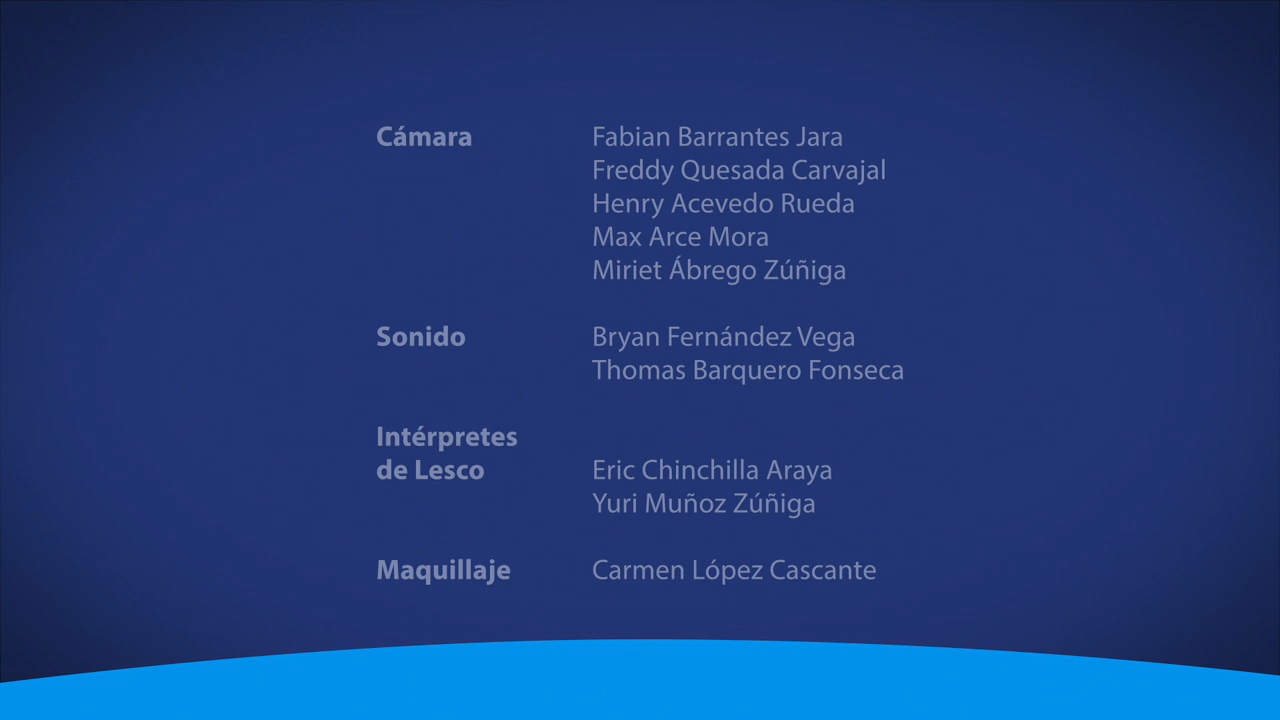 Cámara Fabian Barrantes Jara
Freddy Quesada Carvajal
Henry Acevedo Rueda
Max Arce Mora
Miriet Ábrego Zúñiga
Sonido Bryan Fernández Vega
Thomas Barquero Fonseca
Intérpretes
de Lesco Eric Chinchilla Araya
Yuri Muñoz Zúñiga
Maquillaje Carmen López Cascante